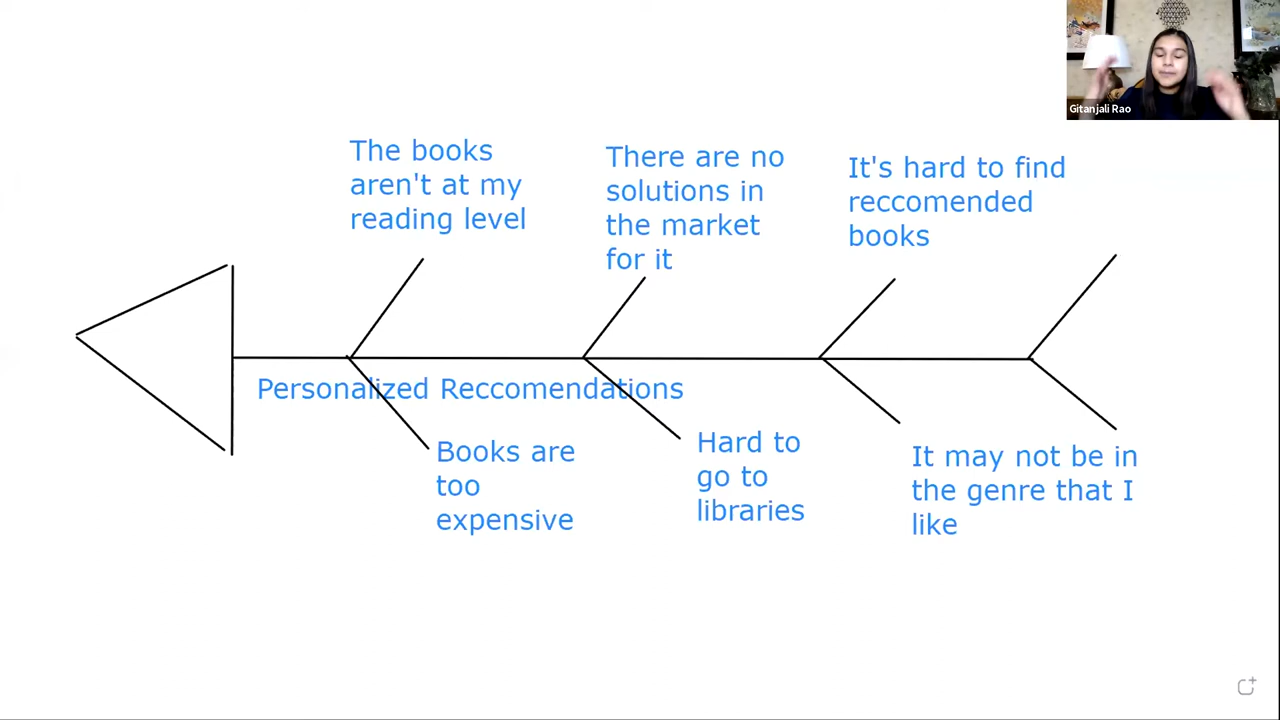 Gitanjali Rao
The books
aren't at my
reading level
There are no
solutions in
the market
for it
It's hard to find
reccomended
books
Personalized Reccomendations
Books are
too
expensive
Hard to
go to
libraries
It may not be in
the genre that I
like